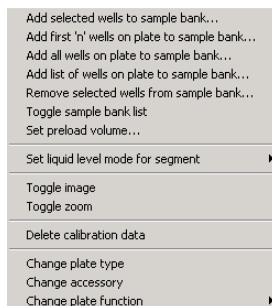 Add selected wells to sample bank...
Add first 'n' wells on plate to sample bank...
Add all wells on plate to sample bank...
Add list of wells on plate to sample bank...
Remove selected wells from sample bank...
Toggle sample bank list
Set preload volume...
Set liquid level mode for segment
Toggle image
Toggle zoom
Delete calibration data
Change plate type
Change accessory
Change plate function